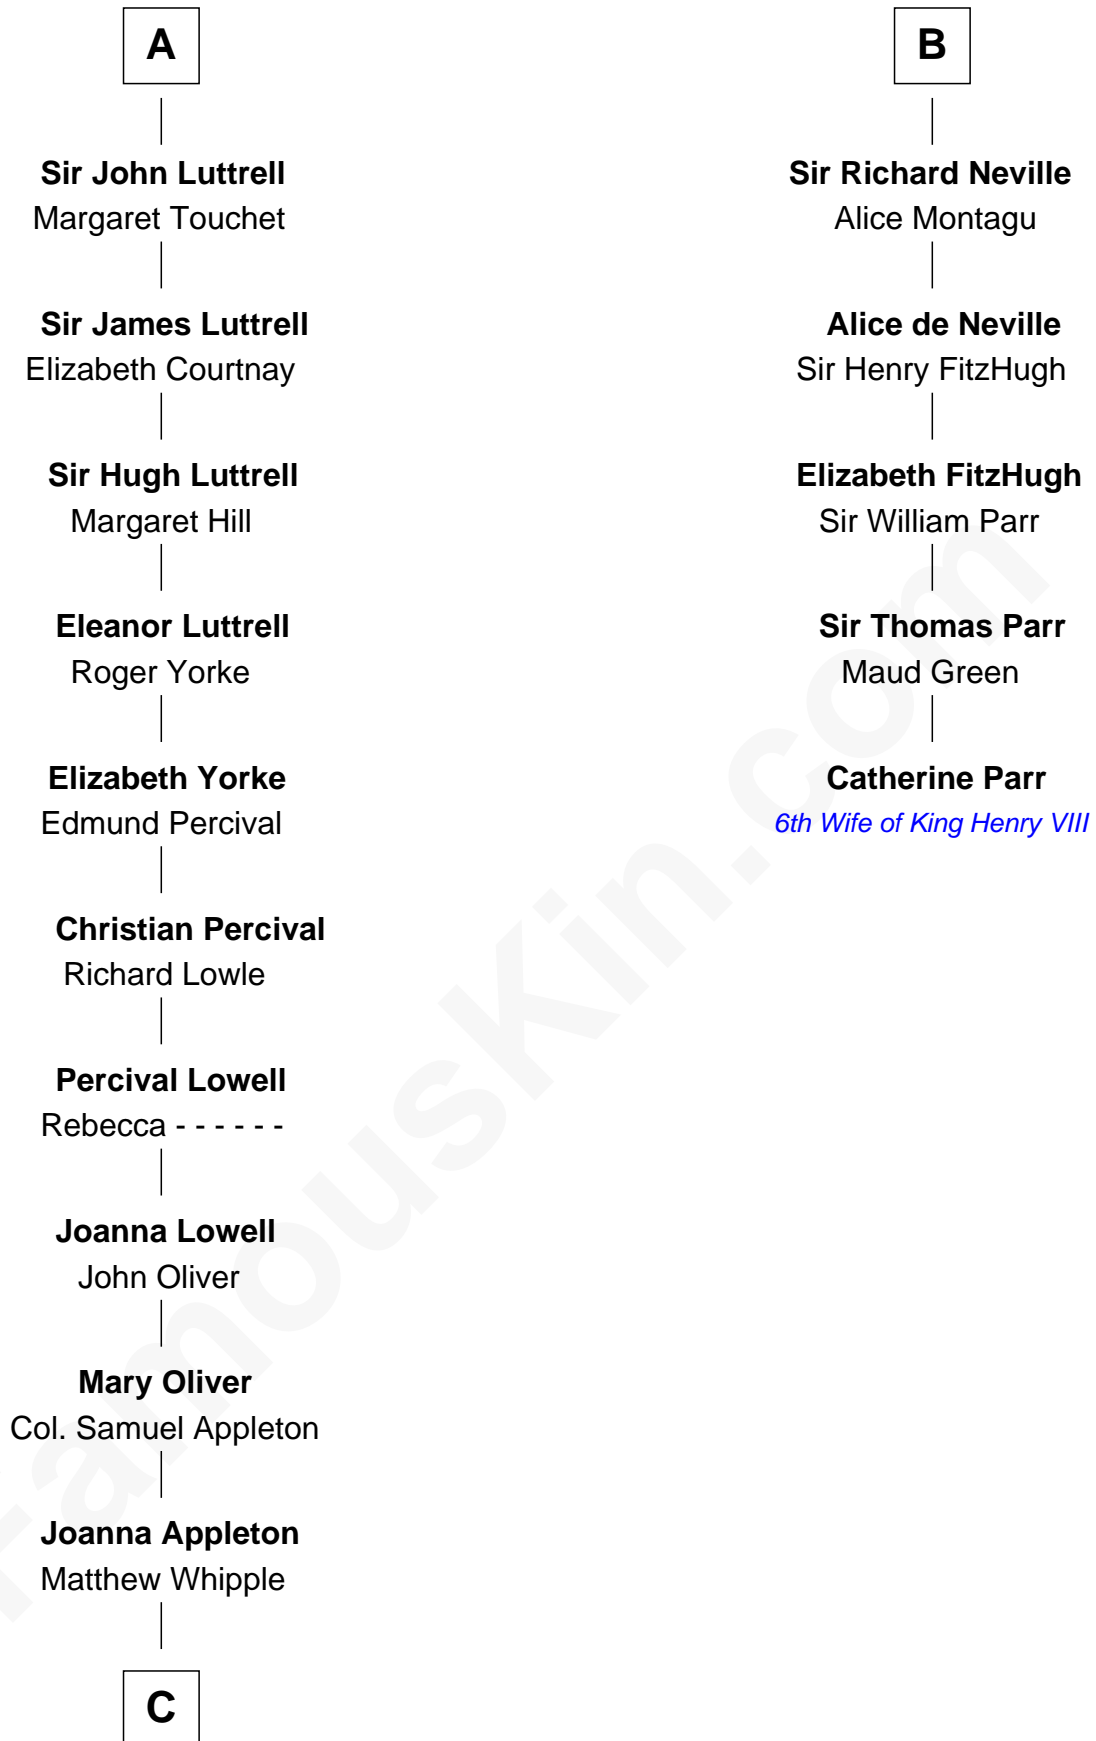 A
Sir John Luttrell
Margaret Touchet
Sir James Luttrell
Elizabeth Courtnay
Sir Hugh Luttrell
Margaret Hill
Eleanor Luttrell
Roger Yorke
Elizabeth Yorke
Edmund Percival
Christian Percival
Richard Lowle
Percival Lowell
Rebecca - - - - - -
Joanna Lowell
John Oliver
Mary Oliver
Col. Samuel Appleton
Joanna Appleton
Matthew Whipple
C
B
Sir Richard Neville
Alice Montagu
Alice de Neville
Sir Henry FitzHugh
Elizabeth FitzHugh
Sir William Parr
Sir Thomas Parr
Maud Green
Catherine Parr
6th Wife of King Henry VIII
FamousKin.com